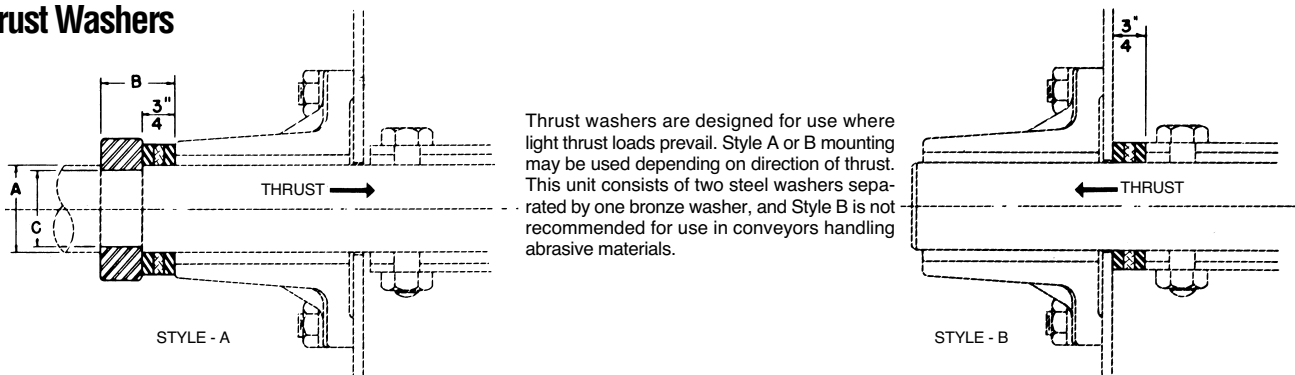 rust Washers
B
3"
4
A
C
THRUST
STYLE - A
Thrust washers are designed for use where
light thrust loads prevail. Style A or B mounting
may be used depending on direction of thrust.
This unit consists of two steel washers sepa-
rated by one bronze washer, and Style B is not
recommended for use in conveyors handling
abrasive materials.
3"
4
THRUST
STYLE - B